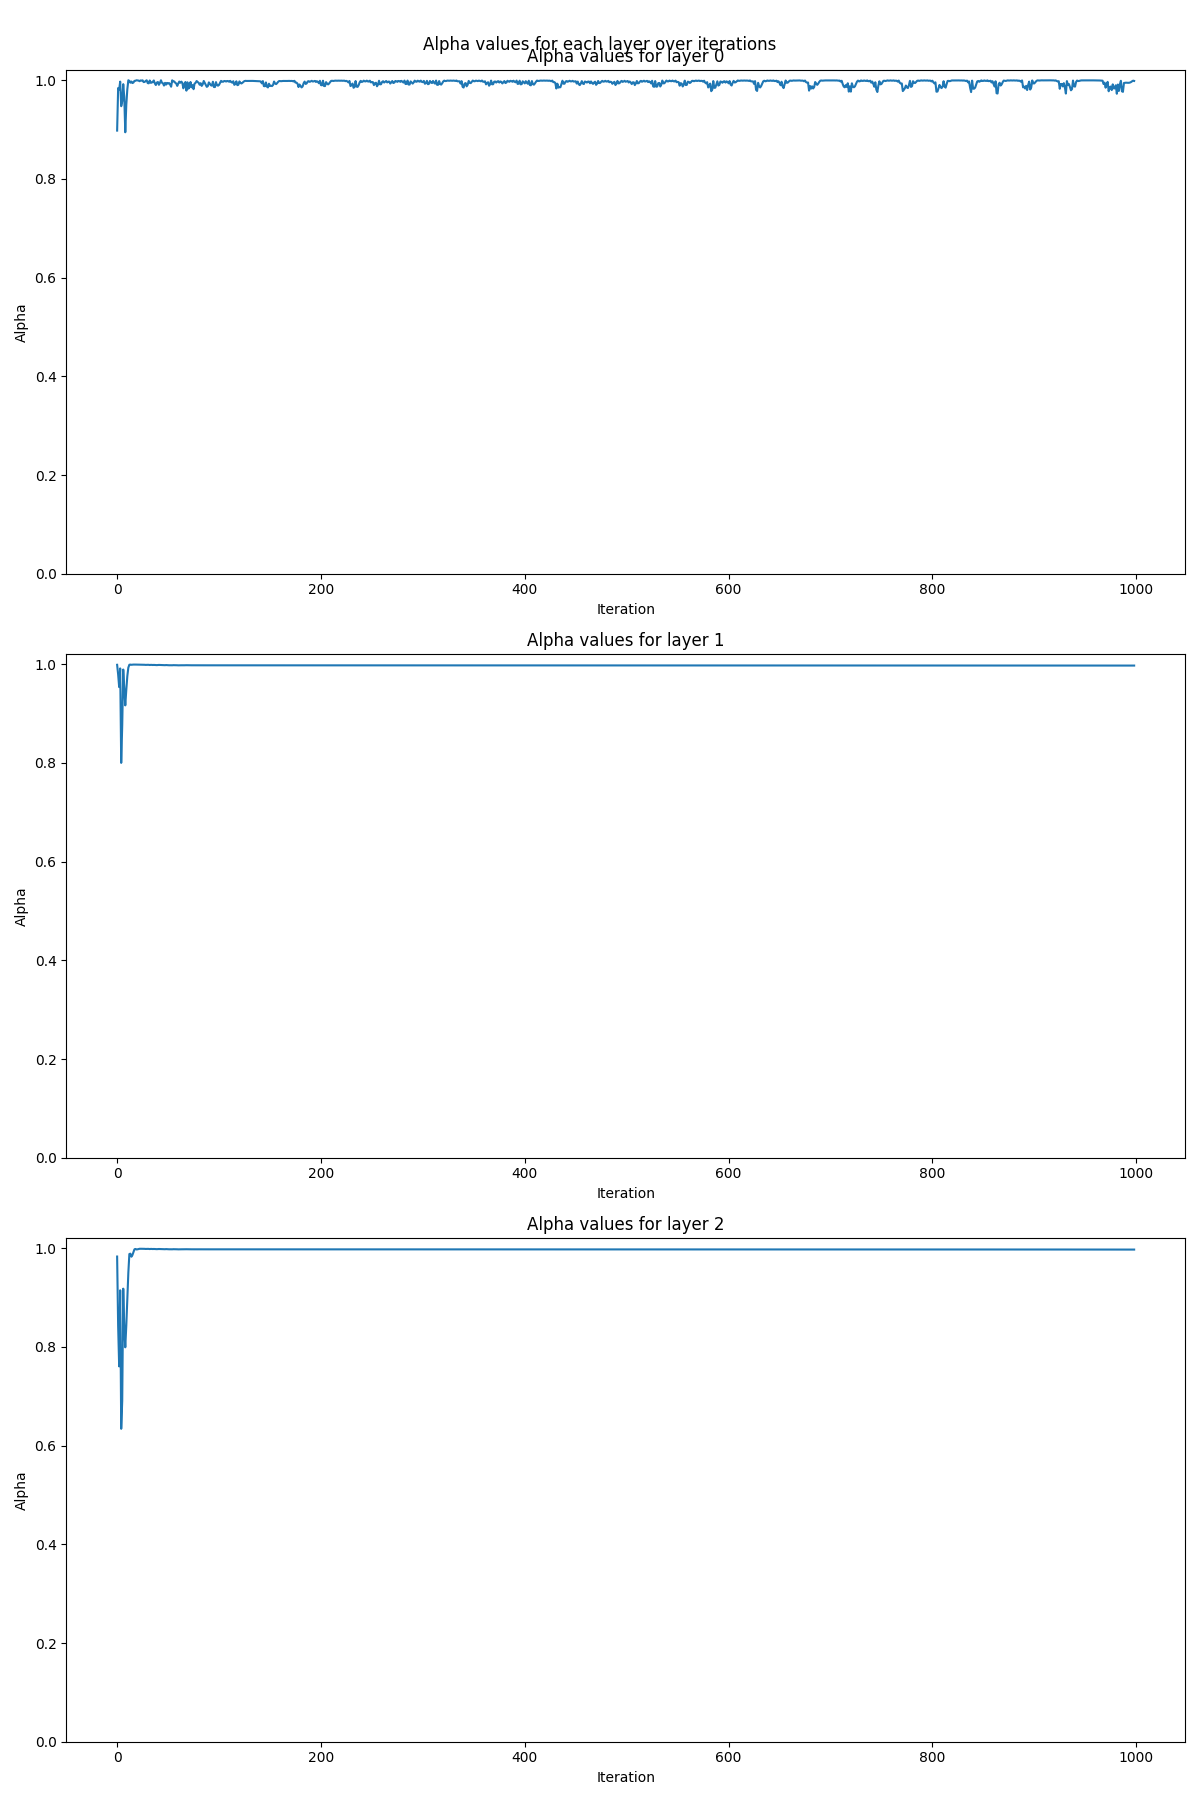 Alpha values for each layer over iterations
Alpha values for layer 0
1.0
0.8
0.6
0.4
0.2
0.0
Alpha
0 200 400 600 800 1000
Iteration
Alpha values for layer 1
1.0
0.8
0.6
0.4
0.2
0.0
Alpha
0 200 400 600 800 1000
Iteration
Alpha values for layer 2
1.0
0.8
0.6
0.4
0.2
0.0
Alpha
0 200 400 600 800 1000
Iteration